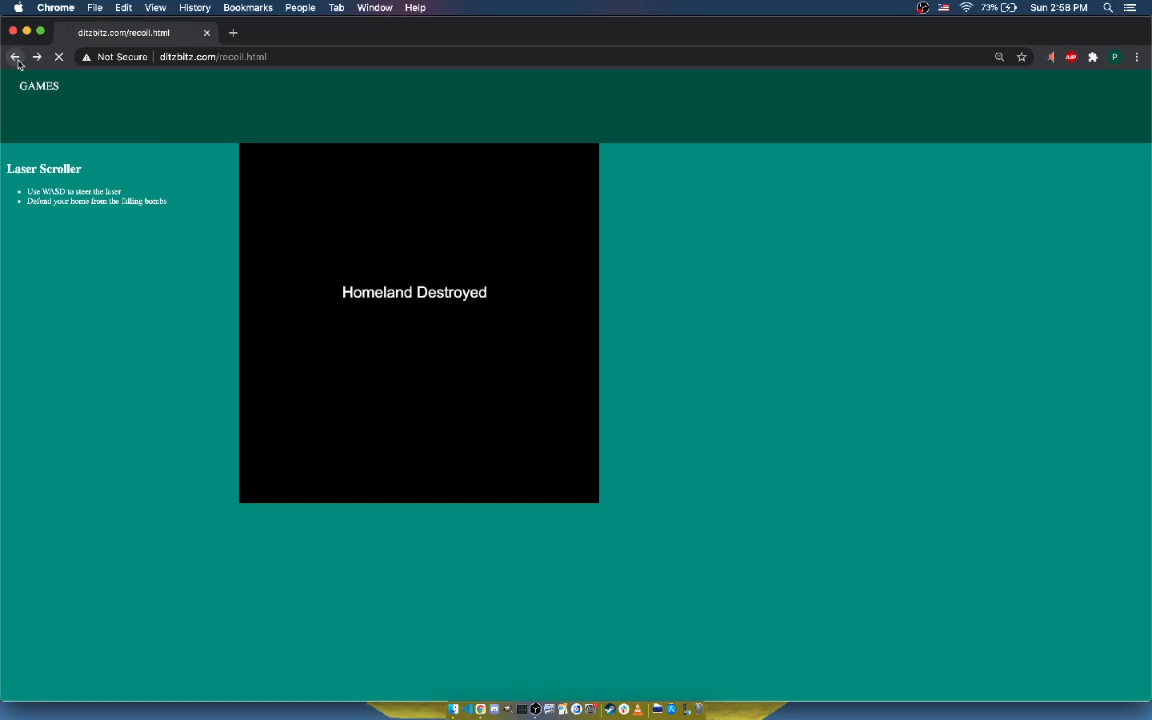 Chrome File Edit View History Bookmarks People Tab Window Help 73% Sun 2:58 PM
ditzbitz.com/recoil.html
Not Secure ditzbitz.com/recoil.html
ABP
P
GAMES
Laser Scroller
Use WASD to steer the laser
Defend your home from the falling bombs
Homeland Destroyed